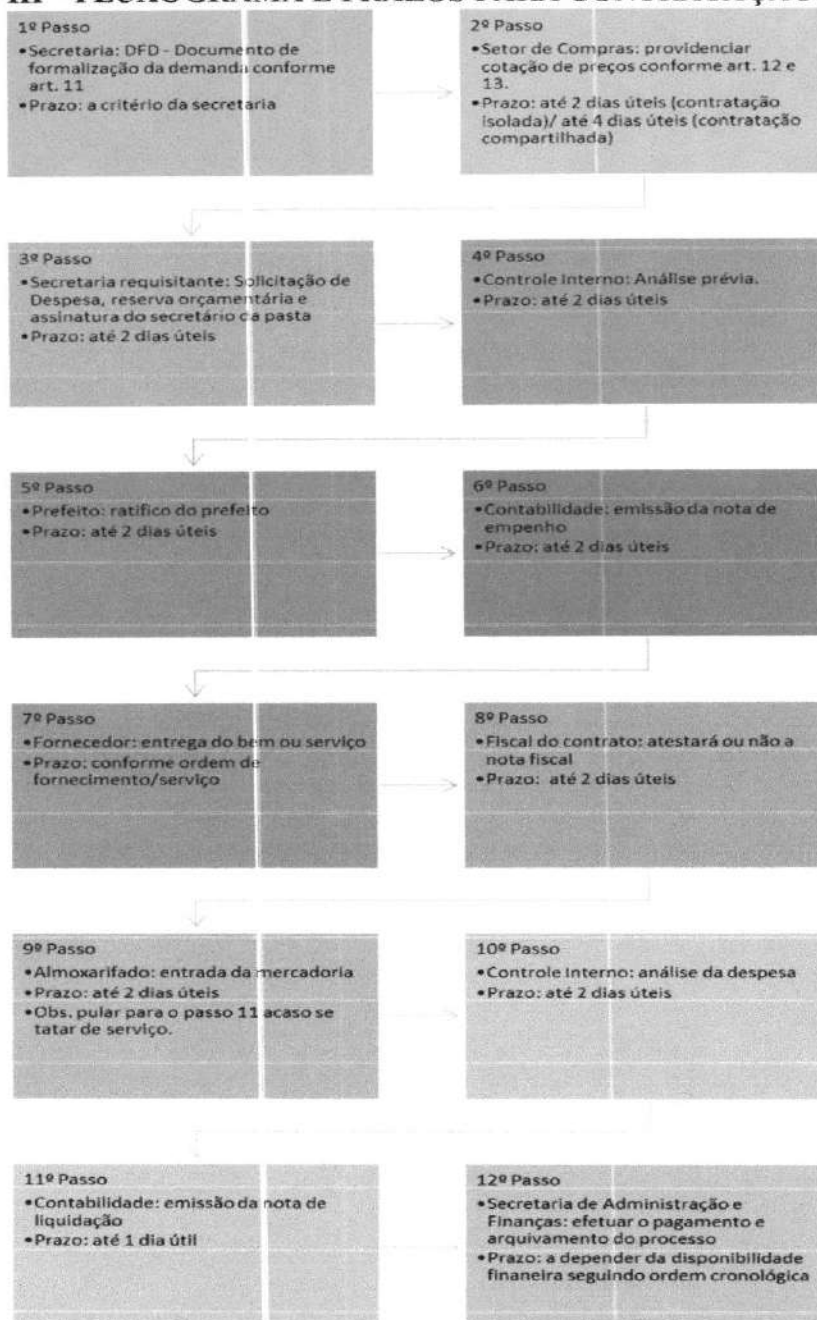 1º Passo
•Secretaria: DFD - Documento de
formalização da demanda conforme
art. 11
•Prazo: a critério da secretaria
2º Passo
•Setor de Compras: providenciar
cotação de preços conforme art. 12 e
13.
•Prazo: até 2 dias úteis (contratação
isolada)/ até 4 dias úteis (contratação
compartilhada)
3º Passo
•Secretaria requisitante: Solicitação de
Despesa, reserva orçamentária e
assinatura do secretário da pasta
•Prazo: até 2 dias úteis
4º Passo
•Controle Interno: Análise prévia.
•Prazo: até 2 dias úteis
5º Passo
•Prefeito: ratifico do prefeito
•Prazo: até 2 dias úteis
6º Passo
•Contabilidade: emissão da nota de
empenho
•Prazo: até 2 dias úteis
7º Passo
•Fornecedor: entrega do bem ou serviço
•Prazo: conforme ordem de
fornecimento/serviço
8º Passo
•Fiscal do contrato: atestará ou não a
nota fiscal
•Prazo: até 2 dias úteis
9º Passo
•Almoxarifado: entrada da mercadoria
•Prazo: até 2 dias úteis
•Obs. pular para o passo 11 acaso se
tatar de serviço.
10º Passo
•Controle Interno: análise da despesa
•Prazo: até 2 dias úteis
11º Passo
•Contabilidade: emissão da nota de
liquidação
•Prazo: até 1 dia útil
12º Passo
•Secretaria de Administração e
Finanças: efetuar o pagamento e
arquivamento do processo
•Prazo: a depender da disponibilidade
finaneira seguindo ordem cronológica